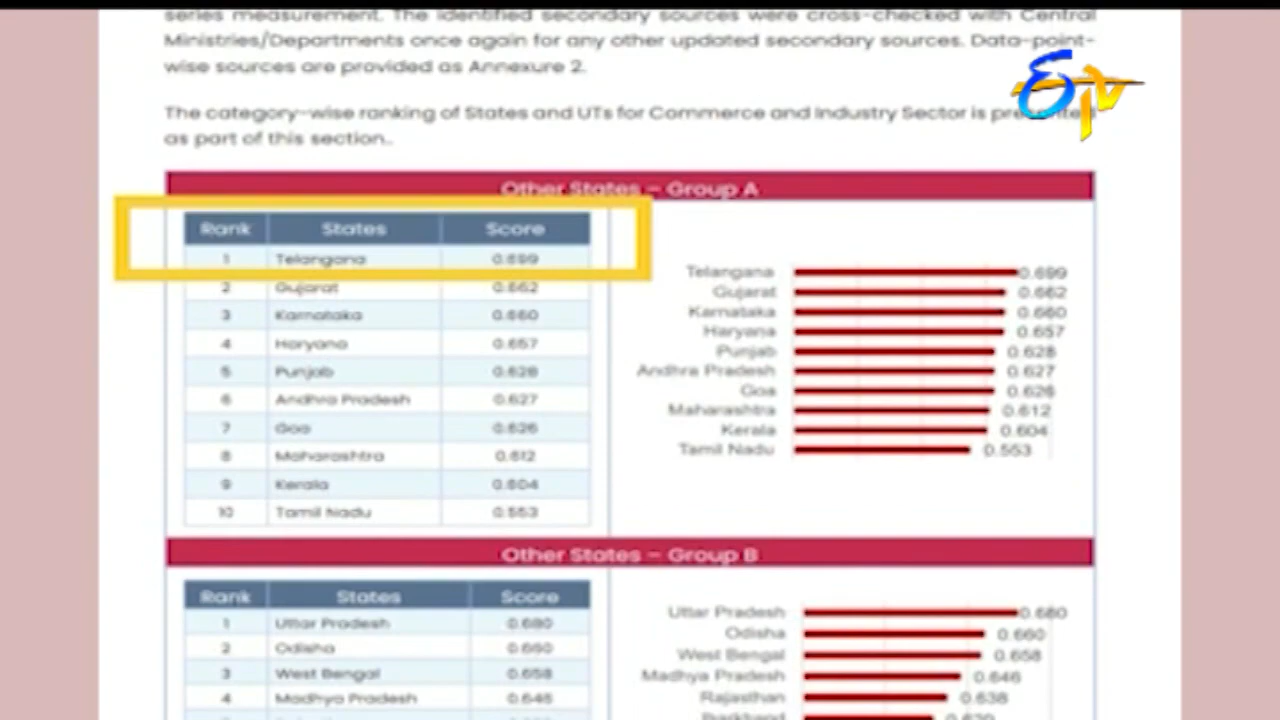 series measurement. The identified secondary sources were cross-checked with Central
Ministries/Departments once again for any other updated secondary sources. Data-point-
wise sources are provided as Annexure 2.
ETV
The category-wise ranking of States and UTs for Commerce and Industry Sector is presented
as part of this section..
Other States – Group A
Rank States Score
1 Telangana 0.699
2 Gujarat 0.662
3 Karnataka 0.660
4 Haryana 0.657
5 Punjab 0.628
6 Andhra Pradesh 0.627
7 Goa 0.626
8 Maharashtra 0.612
9 Kerala 0.604
10 Tamil Nadu 0.553
Telangana 0.699
Gujarat 0.662
Karnataka 0.660
Haryana 0.657
Punjab 0.628
Andhra Pradesh 0.627
Goa 0.626
Maharashtra 0.612
Kerala 0.604
Tamil Nadu 0.553
Other States – Group B
Rank States Score
1 Uttar Pradesh 0.680
2 Odisha 0.660
3 West Bengal 0.658
4 Madhya Pradesh 0.646
Uttar Pradesh 0.680
Odisha 0.660
West Bengal 0.658
Madhya Pradesh 0.646
Rajasthan 0.638